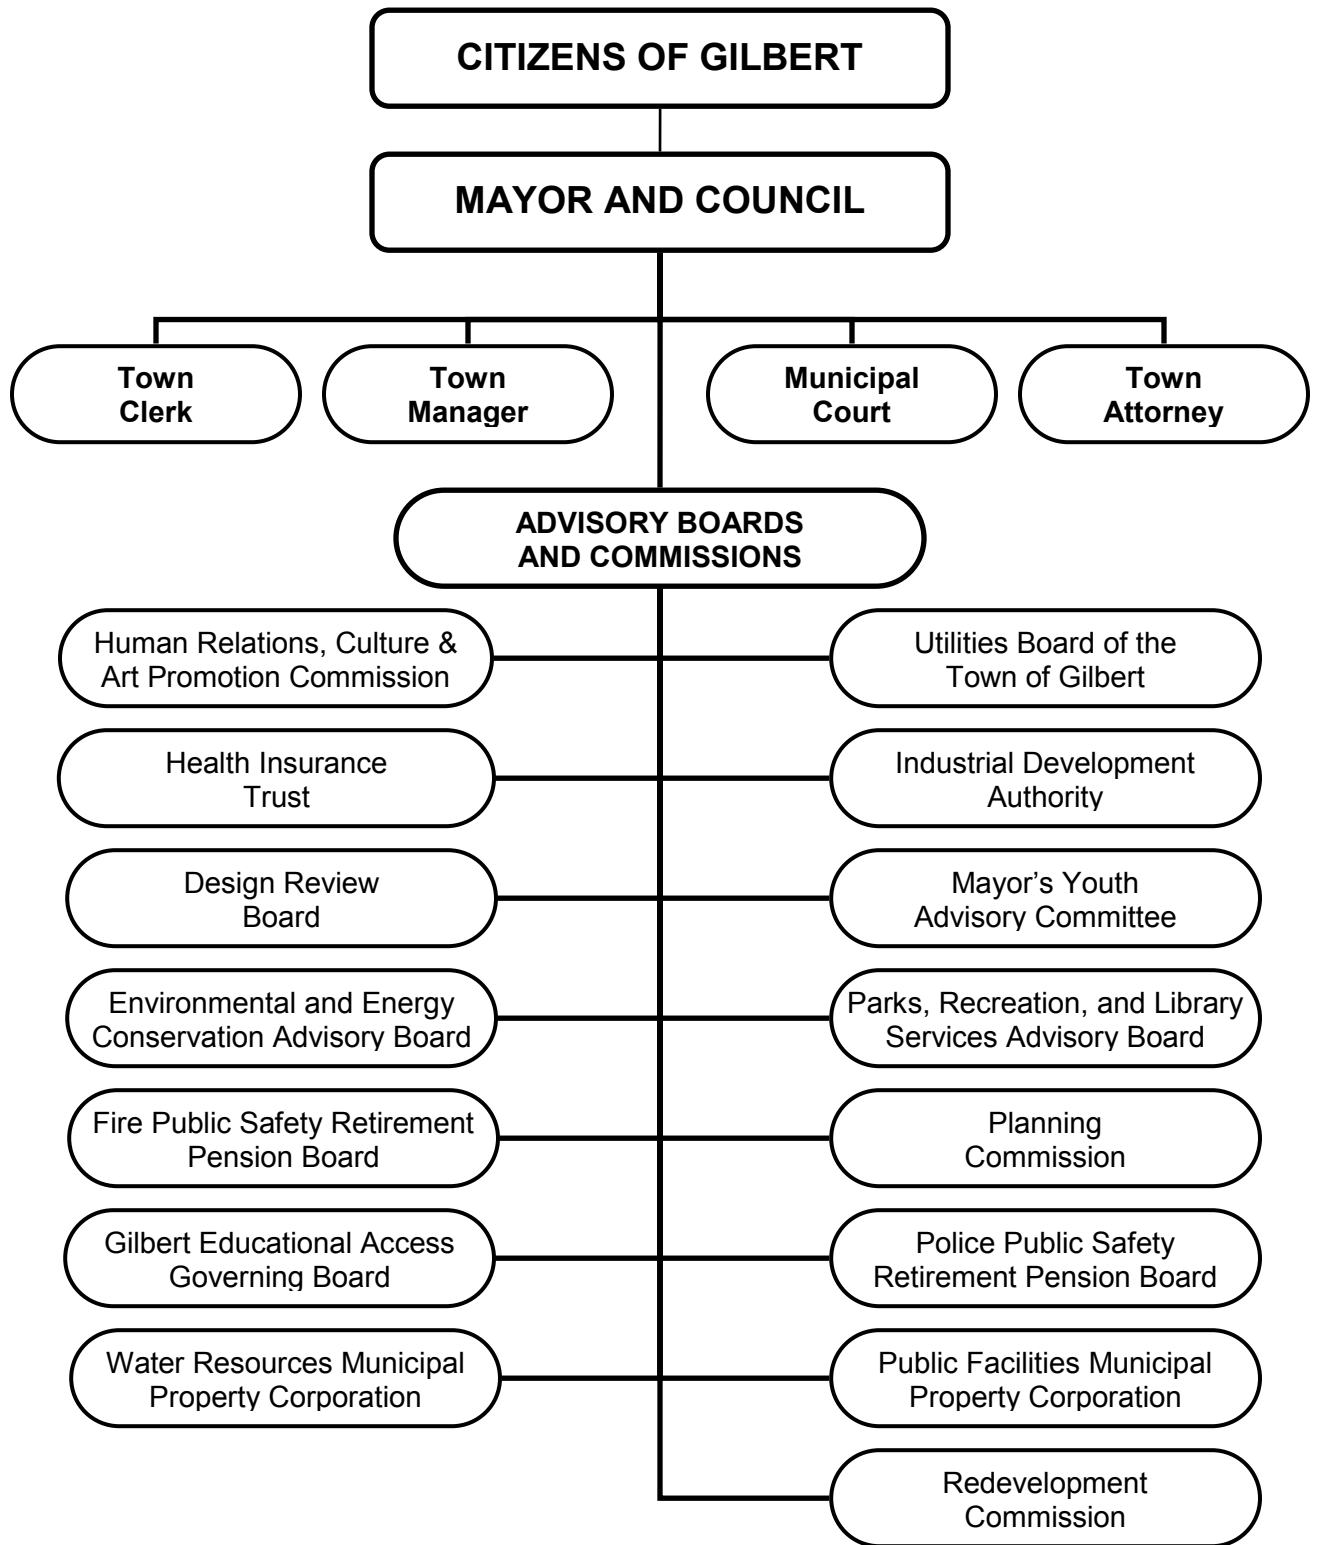 CITIZENS OF GILBERT
MAYOR AND COUNCIL
Town
Clerk
Town
Manager
Municipal
Court
Town
Attorney
ADVISORY BOARDS
AND COMMISSIONS
Human Relations, Culture &
Art Promotion Commission
Utilities Board of the
Town of Gilbert
Health Insurance
Trust
Industrial Development
Authority
Design Review
Board
Mayor’s Youth
Advisory Committee
Environmental and Energy
Conservation Advisory Board
Parks, Recreation, and Library
Services Advisory Board
Fire Public Safety Retirement
Pension Board
Planning
Commission
Gilbert Educational Access
Governing Board
Police Public Safety
Retirement Pension Board
Water Resources Municipal
Property Corporation
Public Facilities Municipal
Property Corporation
Redevelopment
Commission